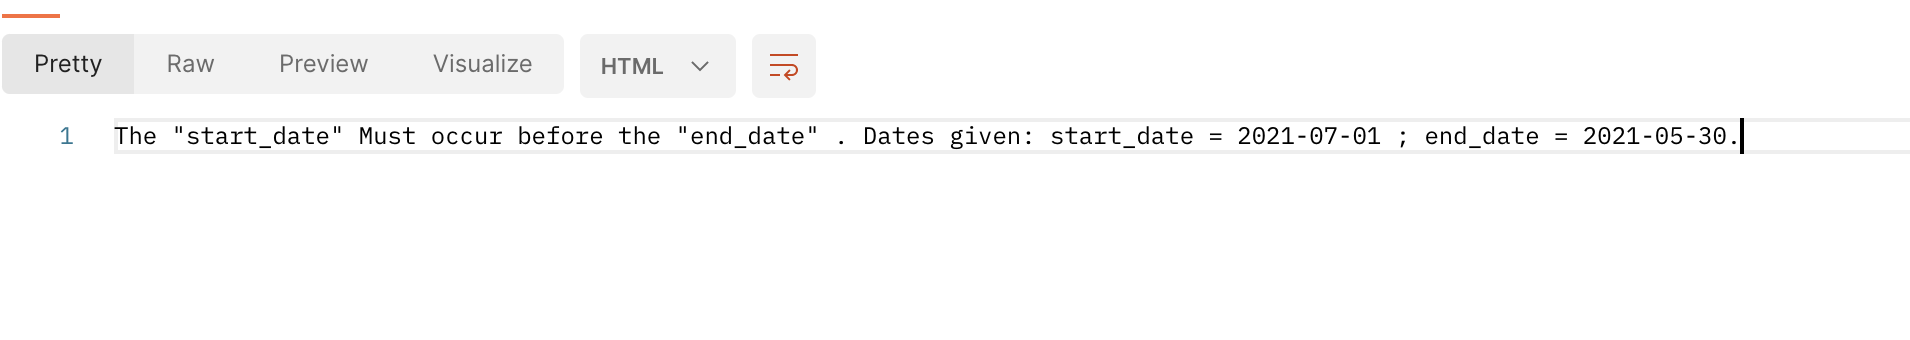 Pretty Raw Preview Visualize HTML
1 The "start_date" Must occur before the "end_date" . Dates given: start_date = 2021-07-01 ; end_date = 2021-05-30.